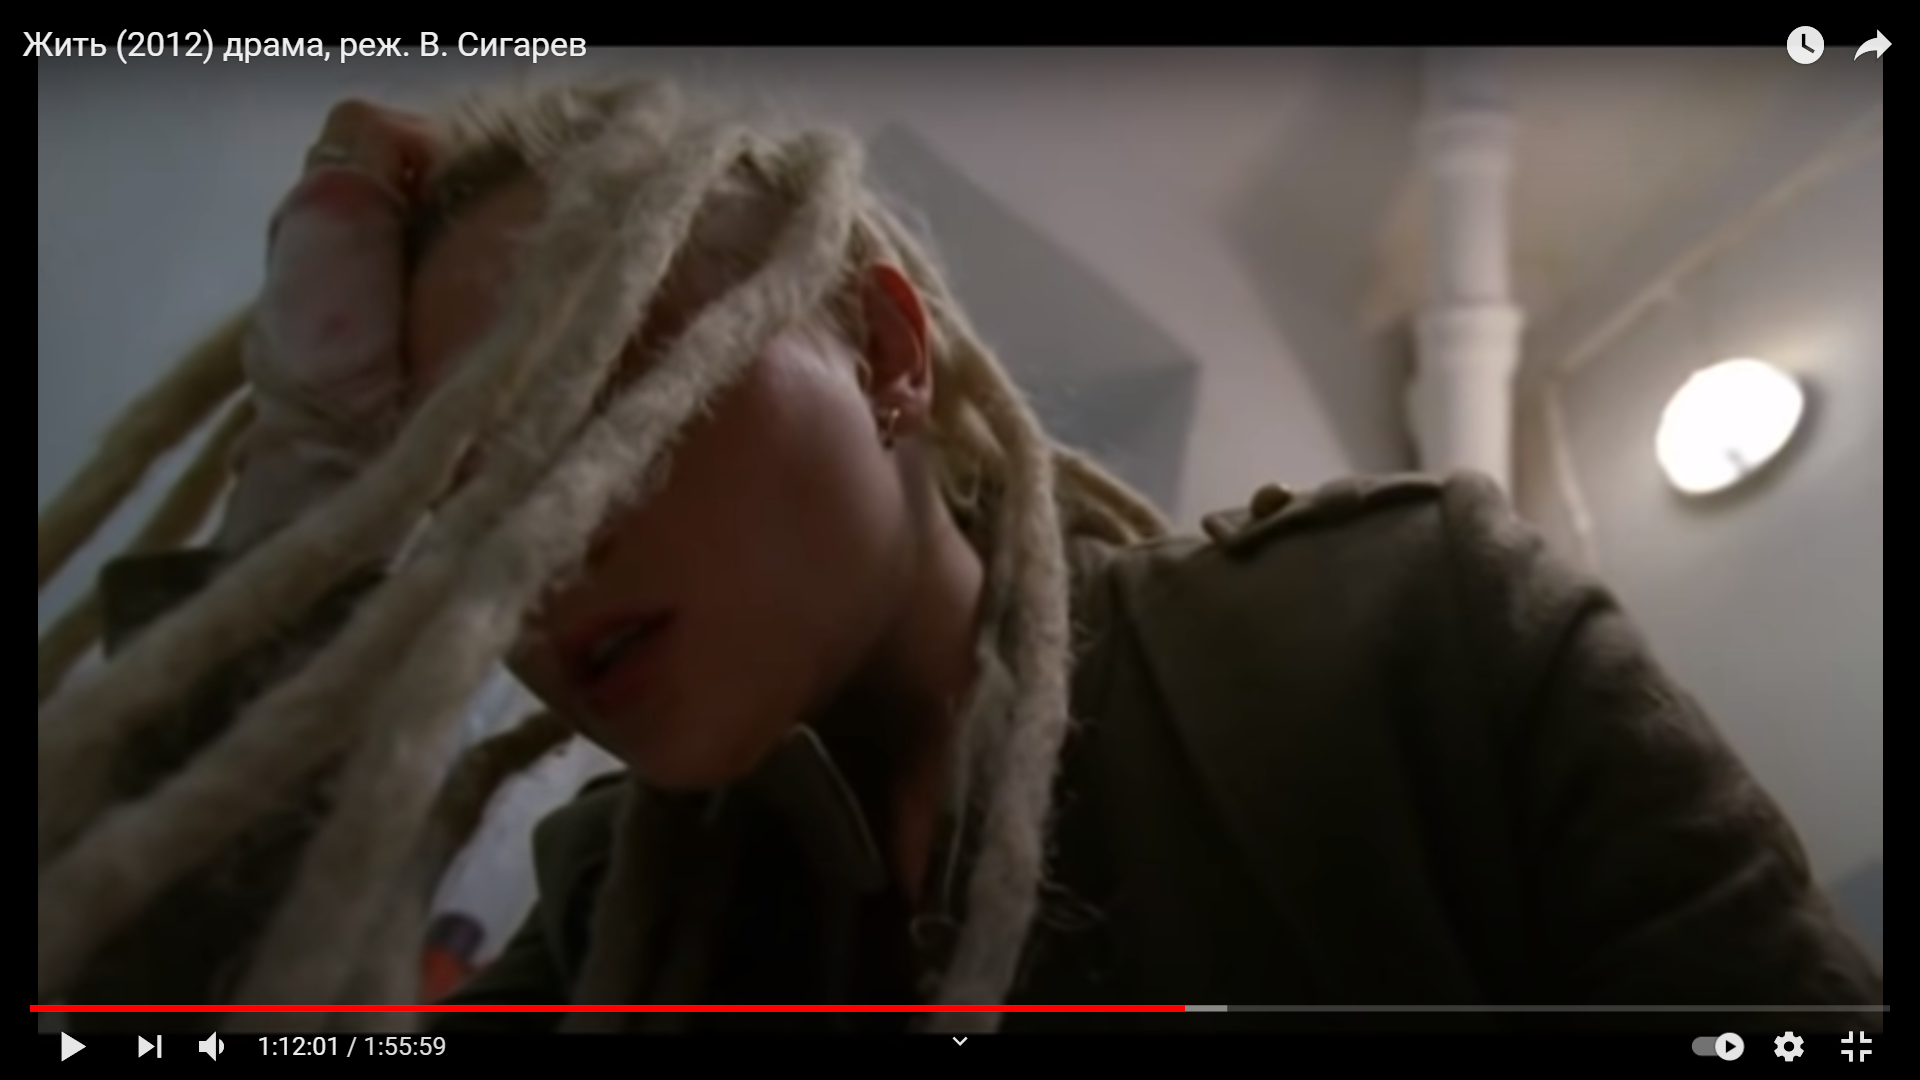 Жить (2012) драма, реж. В. Сигарев
1:12:01 / 1:55:59